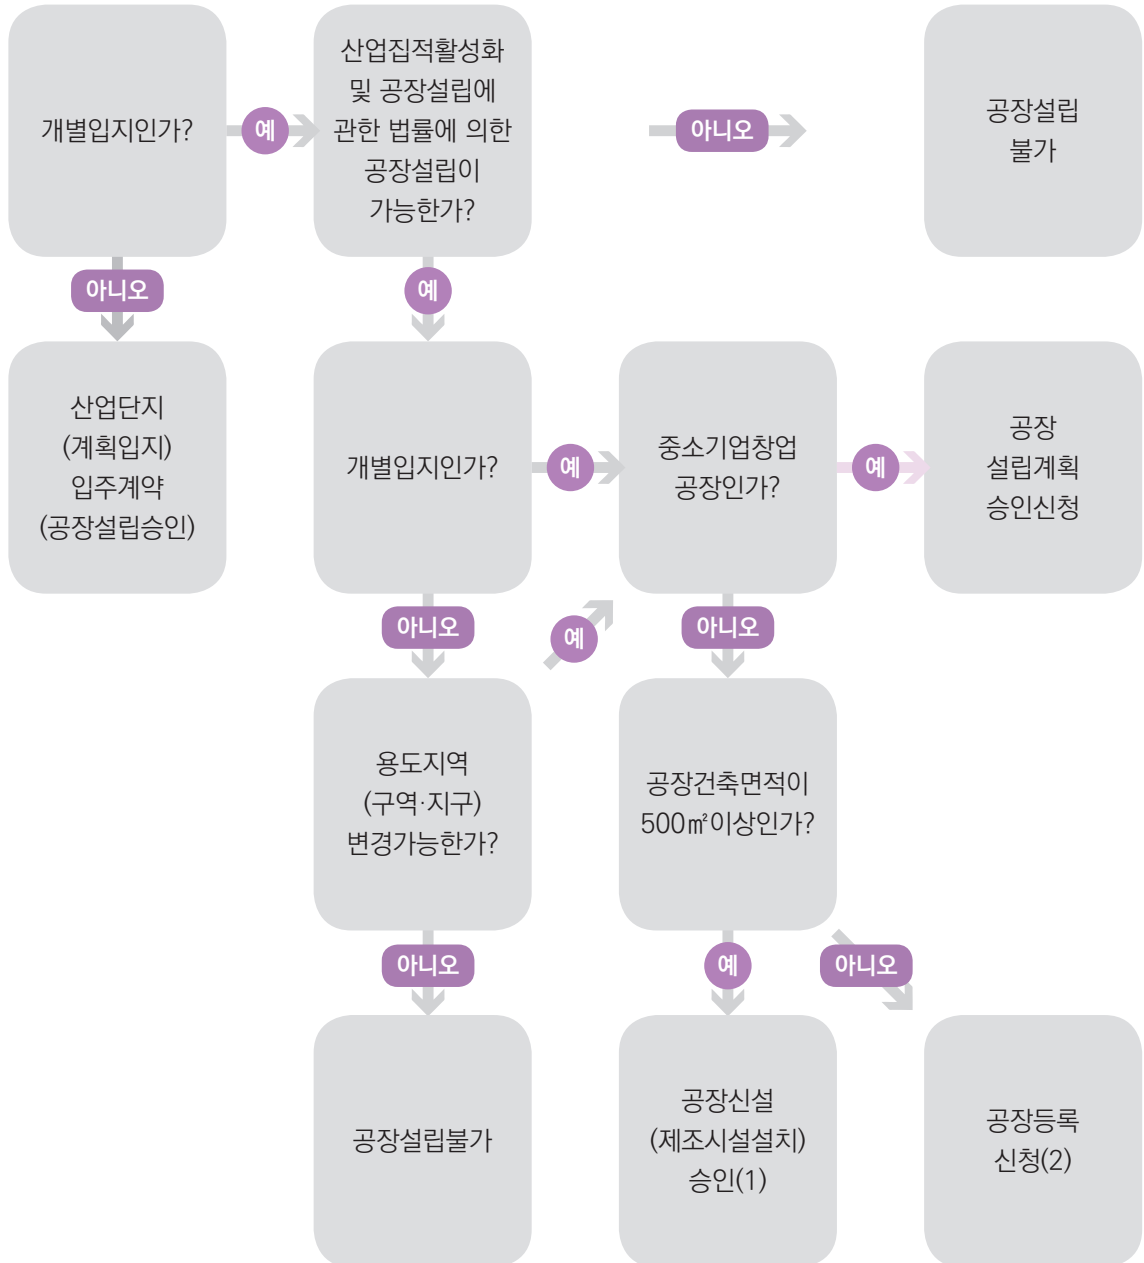 개별입지인가?
예
산업집적활성화
및 공장설립에
관한 법률에 의한
공장설립이
가능한가?
아니오
공장설립
불가
아니오
예
산업단지
(계획입지)
입주계약
(공장설립승인)
개별입지인가?
예
중소기업창업
공장인가?
예
공장
설립계획
승인신청
아니오
예
아니오
용도지역
(구역·지구)
변경가능한가?
공장건축면적이
500㎡이상인가?
아니오
예
아니오
공장설립불가
공장신설
(제조시설설치)
승인(1)
공장등록
신청(2)